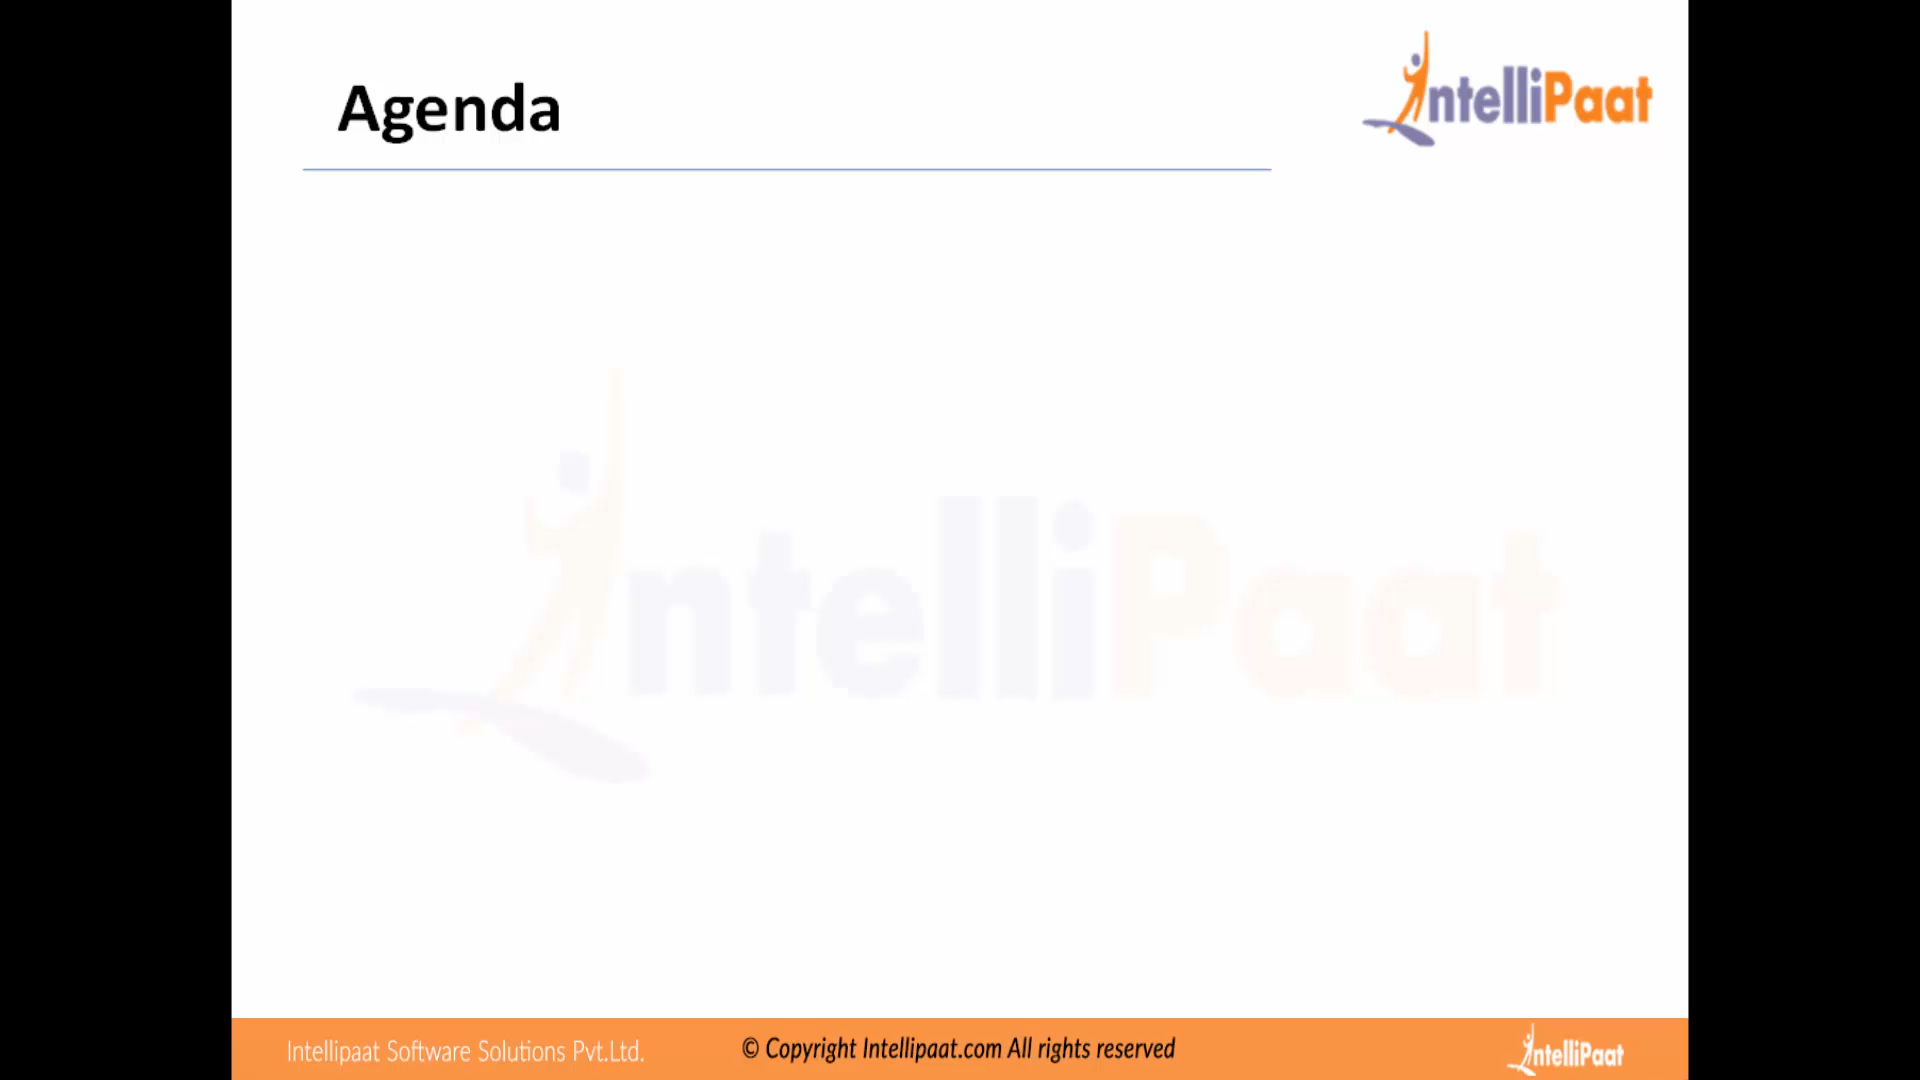 Agenda
IntelliPaat
IntelliPaat
Intellipaat Software Solutions Pvt.Ltd.
© Copyright Intellipaat.com All rights reserved
IntelliPaat